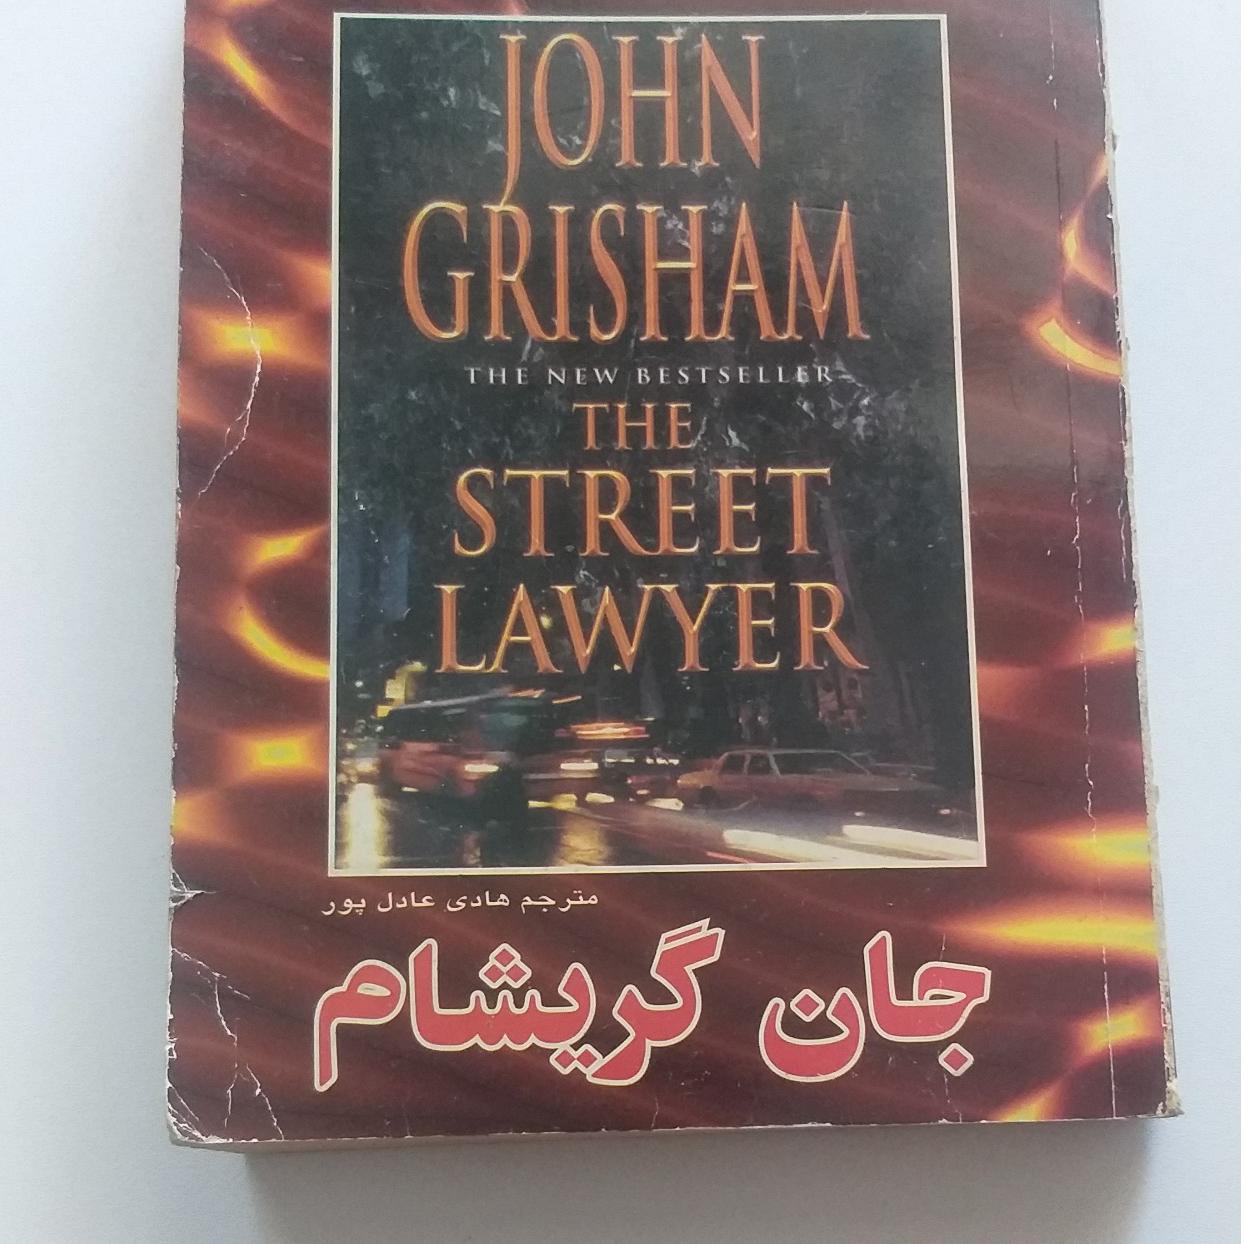 JOHN
GRISHAM
THE NEW BESTSELLER
THE
STREET
LAWYER
مترجم هادی عادل پور
جان گریشام